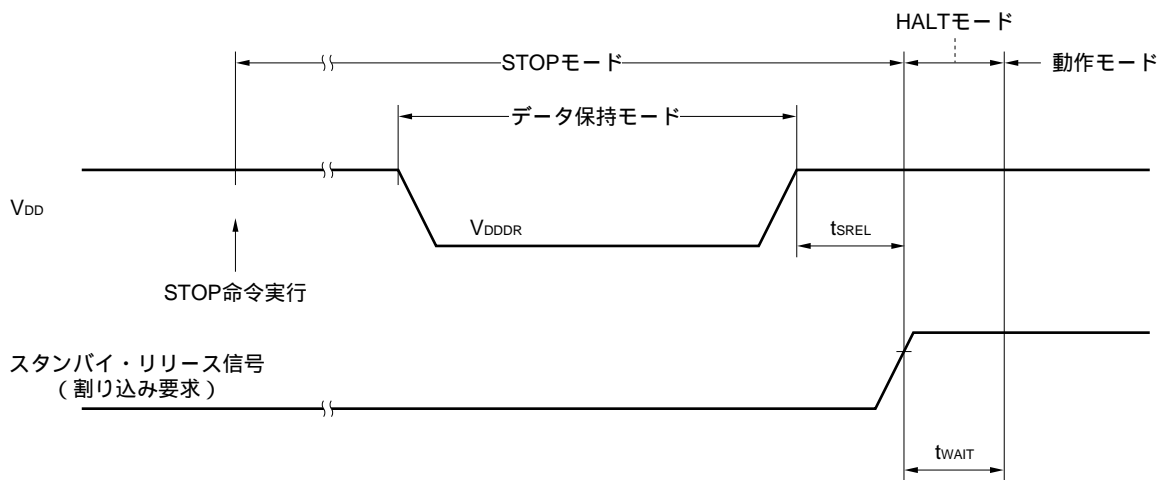 HALTモード
STOPモード
動作モード
データ保持モード
VDD
VDDDR
tSREL
STOP命令実行
スタンバイ・リリース信号
(割り込み要求)
tWAIT